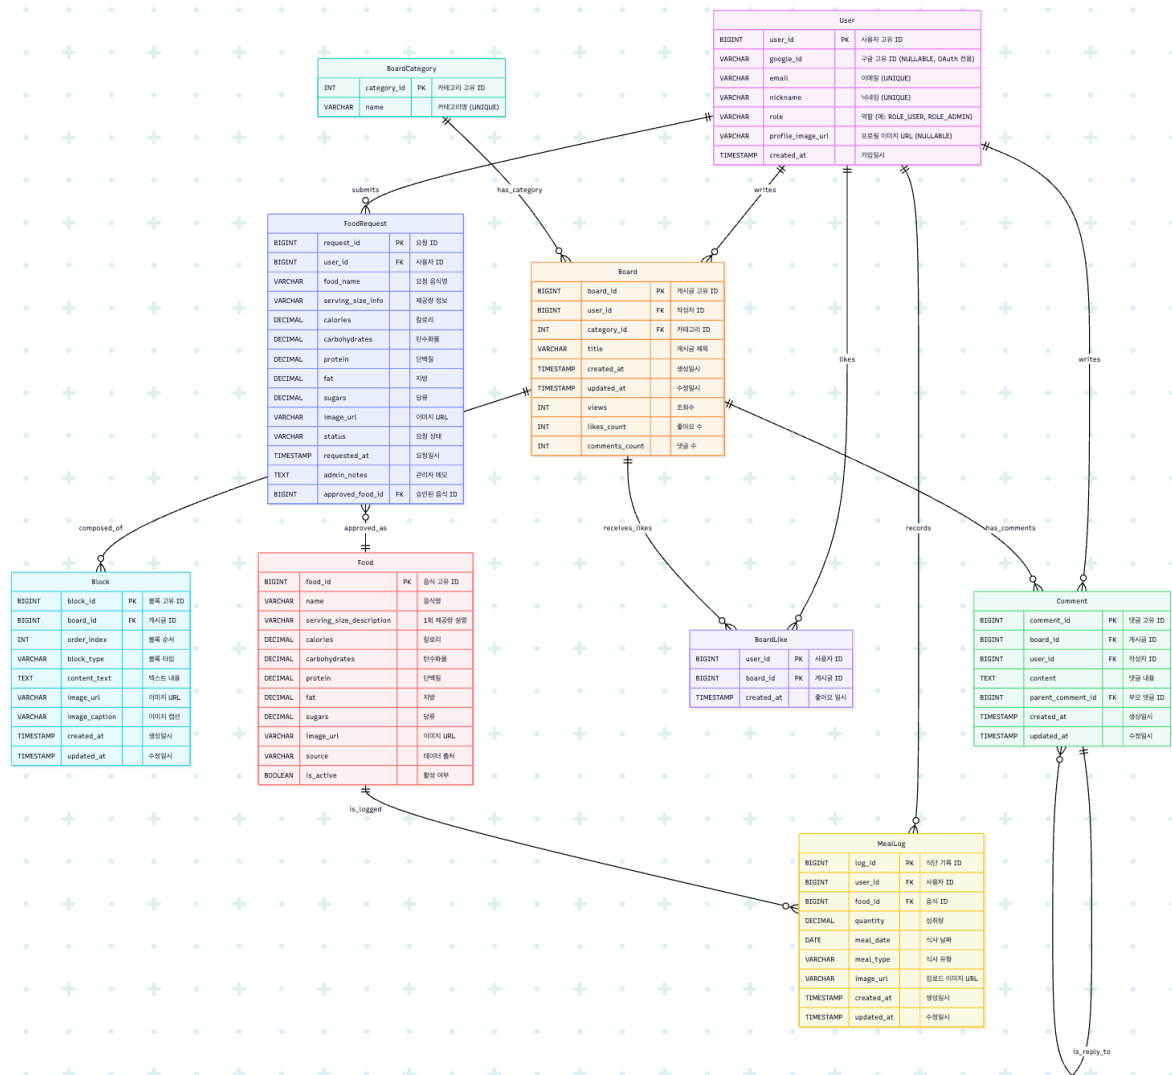 User
BIGINT user_id PK 사용자 고유 ID
VARCHAR google_id 구글 고유 ID (NULLABLE, OAuth 전용)
VARCHAR email 이메일 (UNIQUE)
VARCHAR nickname 닉네임 (UNIQUE)
VARCHAR role 역할 (예: ROLE_USER, ROLE_ADMIN)
VARCHAR profile_image_url 프로필 이미지 URL (NULLABLE)
TIMESTAMP created_at 가입일시
BoardCategory
INT category_id PK 카테고리 고유 ID
VARCHAR name 카테고리명 (UNIQUE)
submits
has_category
writes
FoodRequest
BIGINT request_id PK 요청 ID
BIGINT user_id FK 사용자 ID
VARCHAR food_name 요청 음식명
VARCHAR serving_size_info 제공량 정보
DECIMAL calories 칼로리
DECIMAL carbohydrates 탄수화물
DECIMAL protein 단백질
DECIMAL fat 지방
DECIMAL sugars 당류
VARCHAR image_url 이미지 URL
VARCHAR status 요청 상태
TIMESTAMP requested_at 요청일시
TEXT admin_notes 관리자 메모
BIGINT approved_food_id FK 승인된 음식 ID
Board
BIGINT board_id PK 게시글 고유 ID
BIGINT user_id FK 작성자 ID
INT category_id FK 카테고리 ID
VARCHAR title 게시글 제목
TIMESTAMP created_at 생성일시
TIMESTAMP updated_at 수정일시
INT views 조회수
INT likes_count 좋아요 수
INT comments_count 댓글 수
likes
writes
composed_of
approved_as
receives_likes
records
has_comments
Block
BIGINT block_id PK 블록 고유 ID
BIGINT board_id FK 게시글 ID
INT order_index 블록 순서
VARCHAR block_type 블록 타입
TEXT content_text 텍스트 내용
VARCHAR image_url 이미지 URL
VARCHAR image_caption 이미지 캡션
TIMESTAMP created_at 생성일시
TIMESTAMP updated_at 수정일시
Food
BIGINT food_id PK 음식 고유 ID
VARCHAR name 음식명
VARCHAR serving_size_description 1회 제공량 설명
DECIMAL calories 칼로리
DECIMAL carbohydrates 탄수화물
DECIMAL protein 단백질
DECIMAL fat 지방
DECIMAL sugars 당류
VARCHAR image_url 이미지 URL
VARCHAR source 데이터 출처
BOOLEAN is_active 활성 여부
BoardLike
BIGINT user_id PK 사용자 ID
BIGINT board_id PK 게시글 ID
TIMESTAMP created_at 좋아요 일시
Comment
BIGINT comment_id PK 댓글 고유 ID
BIGINT board_id FK 게시글 ID
BIGINT user_id FK 작성자 ID
TEXT content 댓글 내용
BIGINT parent_comment_id FK 부모 댓글 ID
TIMESTAMP created_at 생성일시
TIMESTAMP updated_at 수정일시
is_logged
MealLog
BIGINT log_id PK 식단 기록 ID
BIGINT user_id FK 사용자 ID
BIGINT food_id FK 음식 ID
DECIMAL quantity 섭취량
DATE meal_date 식사 날짜
VARCHAR meal_type 식사 유형
VARCHAR image_url 업로드 이미지 URL
TIMESTAMP created_at 생성일시
TIMESTAMP updated_at 수정일시
is_reply_to